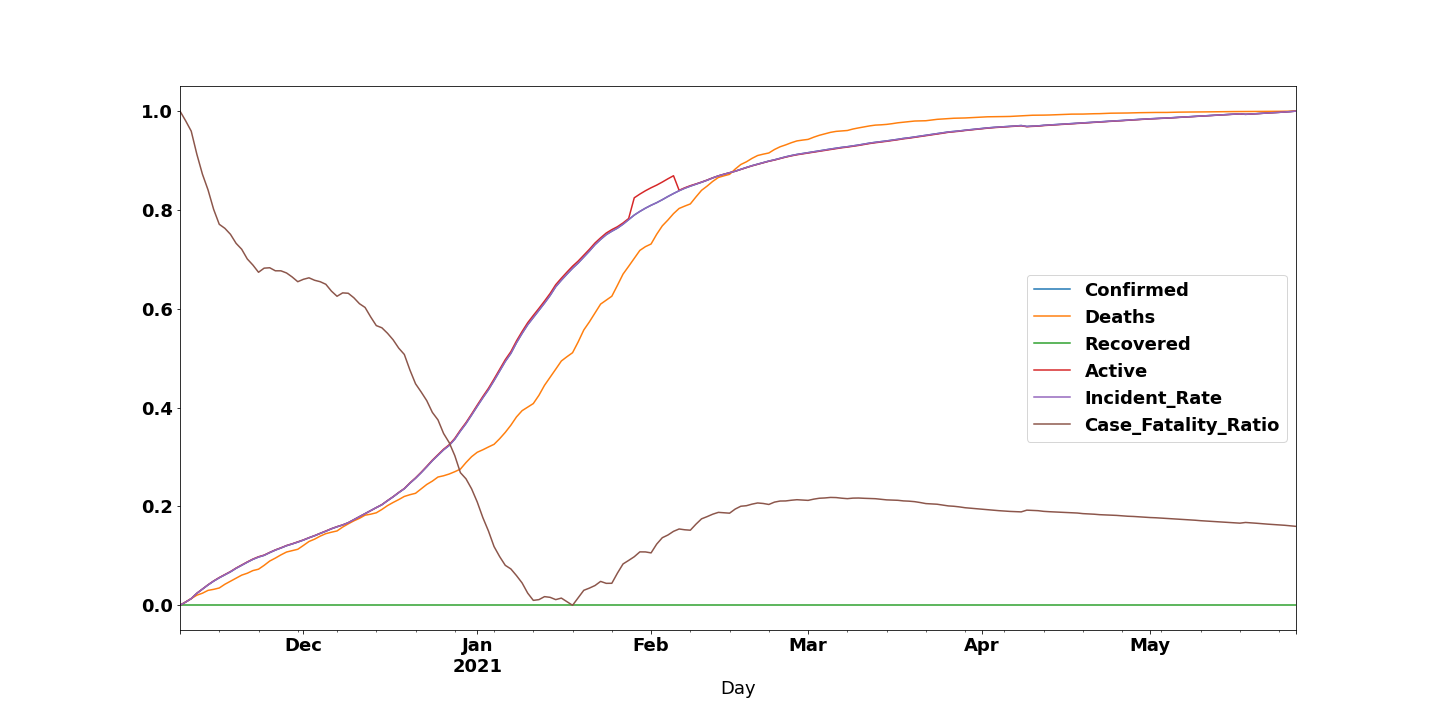 1.0
0.8
0.6
0.4
0.2
0.0
Confirmed
Deaths
Recovered
Active
Incident_Rate
Case_Fatality_Ratio
Dec
Jan
2021
Feb
Mar
Apr
May
Day